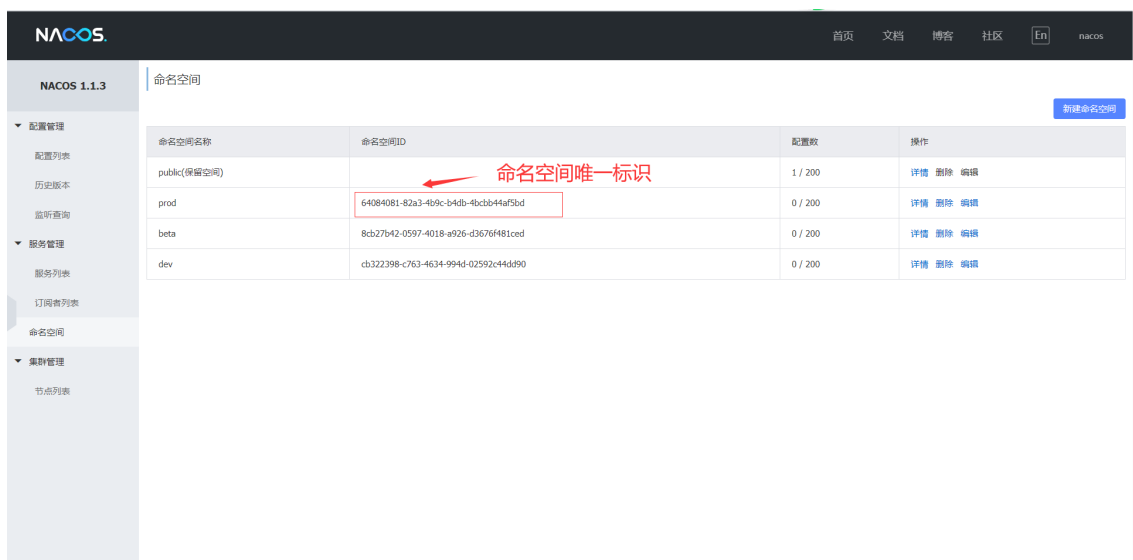 NACOS.
首页 文档 博客 社区 En nacos
NACOS 1.1.3
命名空间
新建命名空间
配置管理
配置列表
历史版本
监听查询
服务管理
服务列表
订阅者列表
命名空间
集群管理
节点列表
命名空间名称 命名空间ID 配置数 操作
public(保留空间) 1 / 200 详情 删除 编辑
命名空间唯一标识
prod 64084081-82a3-4b9c-b4db-4bcbb44af5bd 0 / 200 详情 删除 编辑
beta 8cb27b42-0597-4018-a926-d3676f481ced 0 / 200 详情 删除 编辑
dev cb322398-c763-4634-994d-02592c44dd90 0 / 200 详情 删除 编辑